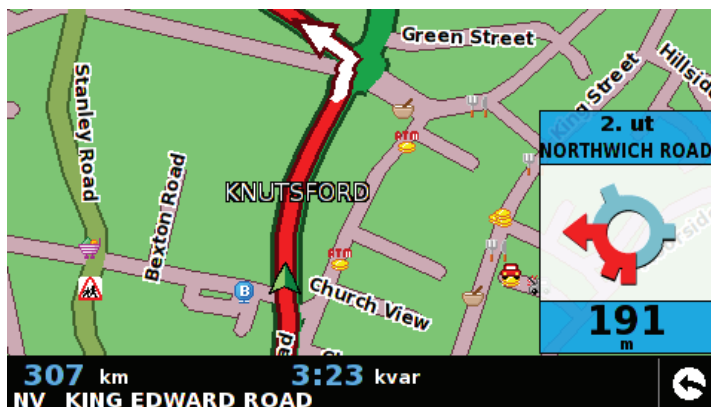 Green Street
Hillside
Stanley Road
King Street
ATM
2. ut
NORTHWICH ROAD
KNUTSFORD
Bexton Road
ATM
B
Church View
191
m
307 km
3:23 kvar
NV KING EDWARD ROAD